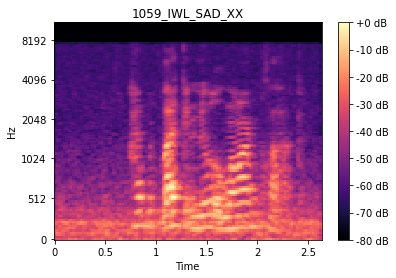 1059_IWL_SAD_XX
+0 dB
8192
-10 dB
4096
-20 dB
-30 dB
2048
-40 dB
Hz
1024
-50 dB
512
-60 dB
-70 dB
0
-80 dB
0 0.5 1 1.5 2 2.5
Time